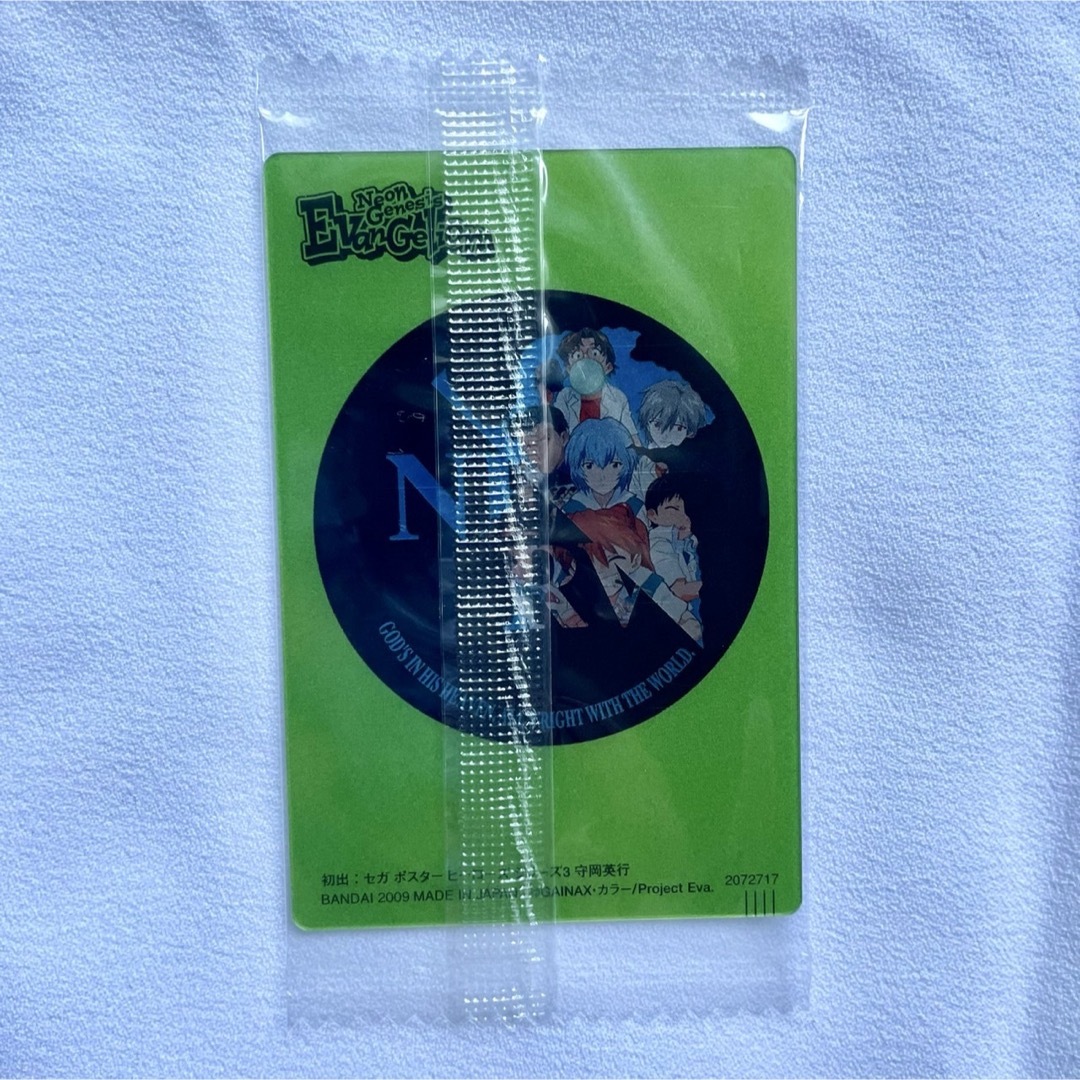 Neon
Genesis
EvanGelion
N
GOD'S IN HIS RIGHT WITH THE WORLD.
初出：セガ ポスター ズ3 守岡英行
2072717
BANDAI 2009 MADE IN JAPAN ©GAINAX・カラー/Project Eva.